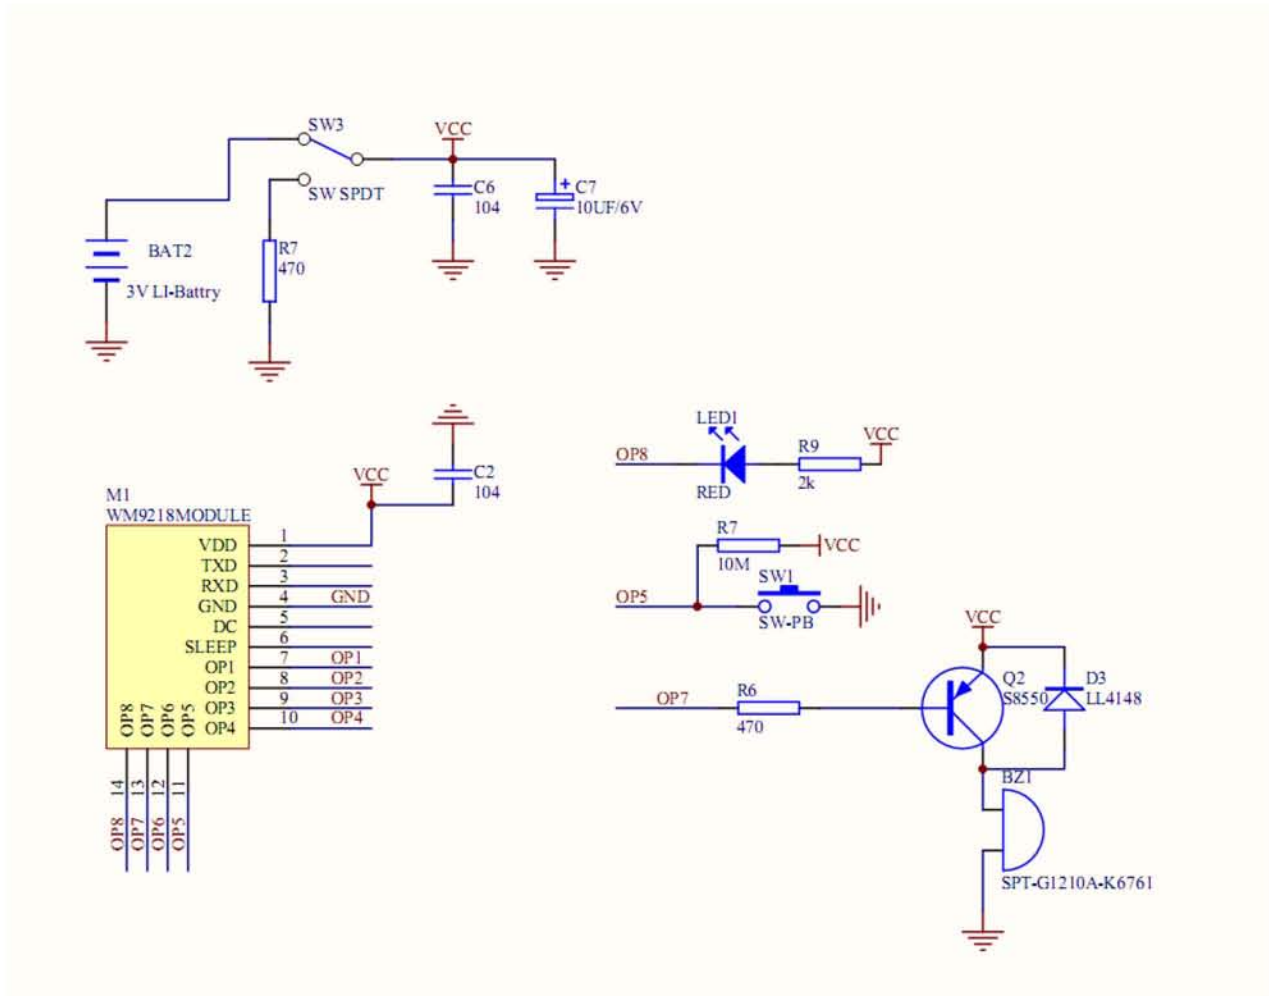 SW3
VCC
SW SPDT
C6
104
C7
10UF/6V
+
BAT2
3V LI-Battry
R7
470
LED1
OP8
RED
R9
2k
VCC
VCC
C2
104
M1
WM9218MODULE
VDD 1
TXD 2
RXD 3
GND 4 GND
DC 5
SLEEP 6
OP1 7 OP1
OP2 8 OP2
OP3 9 OP3
OP4 10 OP4
OP8 OP7 OP6 OP5
14 13 12 11
OP8 OP7 OP6 OP5
R7
10M
VCC
OP5
SW1
SW-PB
VCC
OP7
R6
470
Q2
S8550
D3
LL4148
BZ1
SPT-G1210A-K6761